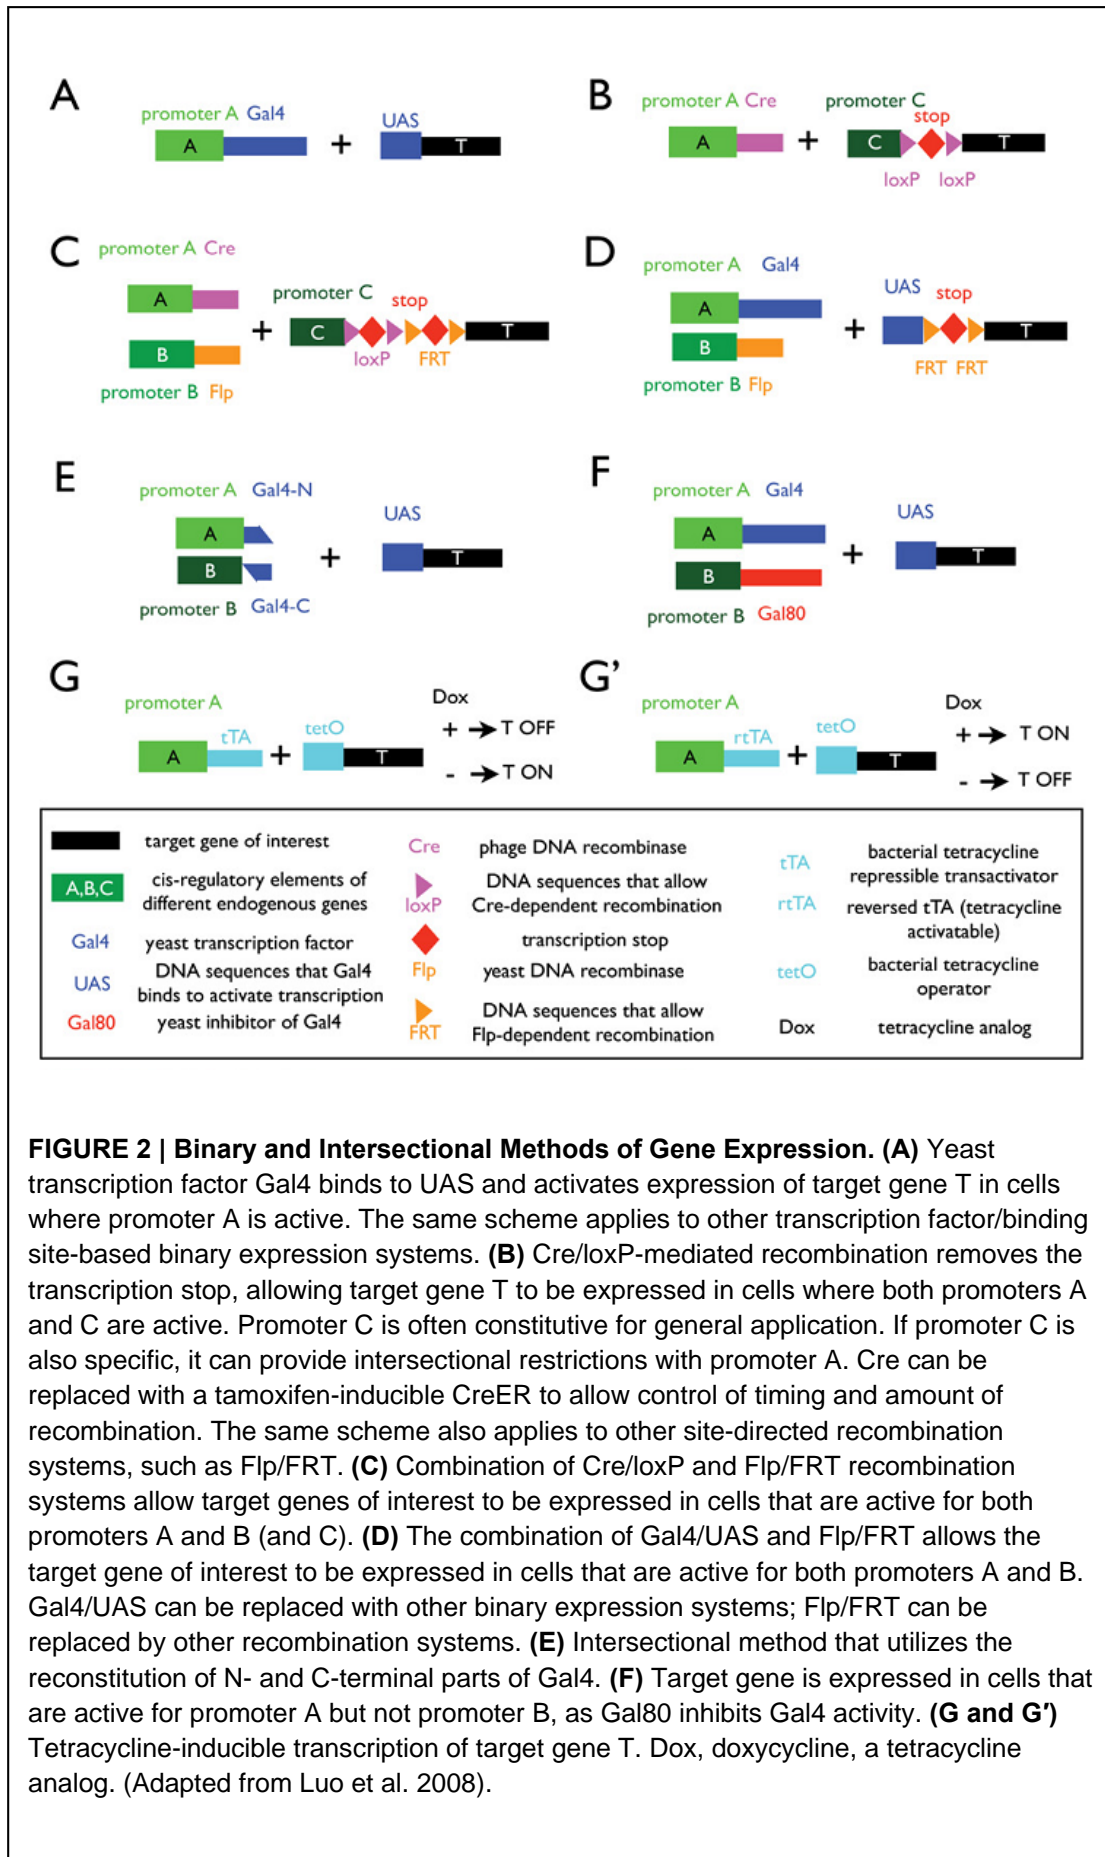 A
promoter A Gal4
UAS
A
+
T
B
promoter A Cre
promoter C
stop
A
+
C
T
loxP loxP
C
promoter A Cre
A
promoter C
stop
+
C
T
B
loxP
FRT
promoter B Flp
D
promoter A Gal4
UAS
stop
A
+
T
B
FRT FRT
promoter B Flp
E
promoter A Gal4-N
UAS
A
+
T
B
promoter B Gal4-C
F
promoter A Gal4
UAS
A
+
T
B
promoter B Gal80
G
promoter A
Dox
tTA
tetO
+ → T OFF
A
+
T
- → T ON
G'
promoter A
Dox
rtTA
tetO
+ → T ON
A
+
T
- → T OFF
target gene of interest
A,B,C
cis-regulatory elements of
different endogenous genes
Gal4 yeast transcription factor
UAS
DNA sequences that Gal4
binds to activate transcription
Gal80 yeast inhibitor of Gal4
Cre phage DNA recombinase
loxP
DNA sequences that allow
Cre-dependent recombination
transcription stop
Flp yeast DNA recombinase
FRT
DNA sequences that allow
Flp-dependent recombination
tTA
bacterial tetracycline
repressible transactivator
rtTA
reversed tTA (tetracycline
activatable)
tetO
bacterial tetracycline
operator
Dox tetracycline analog
FIGURE 2 | Binary and Intersectional Methods of Gene Expression. (A) Yeast
transcription factor Gal4 binds to UAS and activates expression of target gene T in cells
where promoter A is active. The same scheme applies to other transcription factor/binding
site-based binary expression systems. (B) Cre/loxP-mediated recombination removes the
transcription stop, allowing target gene T to be expressed in cells where both promoters A
and C are active. Promoter C is often constitutive for general application. If promoter C is
also specific, it can provide intersectional restrictions with promoter A. Cre can be
replaced with a tamoxifen-inducible CreER to allow control of timing and amount of
recombination. The same scheme also applies to other site-directed recombination
systems, such as Flp/FRT. (C) Combination of Cre/loxP and Flp/FRT recombination
systems allow target genes of interest to be expressed in cells that are active for both
promoters A and B (and C). (D) The combination of Gal4/UAS and Flp/FRT allows the
target gene of interest to be expressed in cells that are active for both promoters A and B.
Gal4/UAS can be replaced with other binary expression systems; Flp/FRT can be
replaced by other recombination systems. (E) Intersectional method that utilizes the
reconstitution of N- and C-terminal parts of Gal4. (F) Target gene is expressed in cells that
are active for promoter A but not promoter B, as Gal80 inhibits Gal4 activity. (G and G′)
Tetracycline-inducible transcription of target gene T. Dox, doxycycline, a tetracycline
analog. (Adapted from Luo et al. 2008).